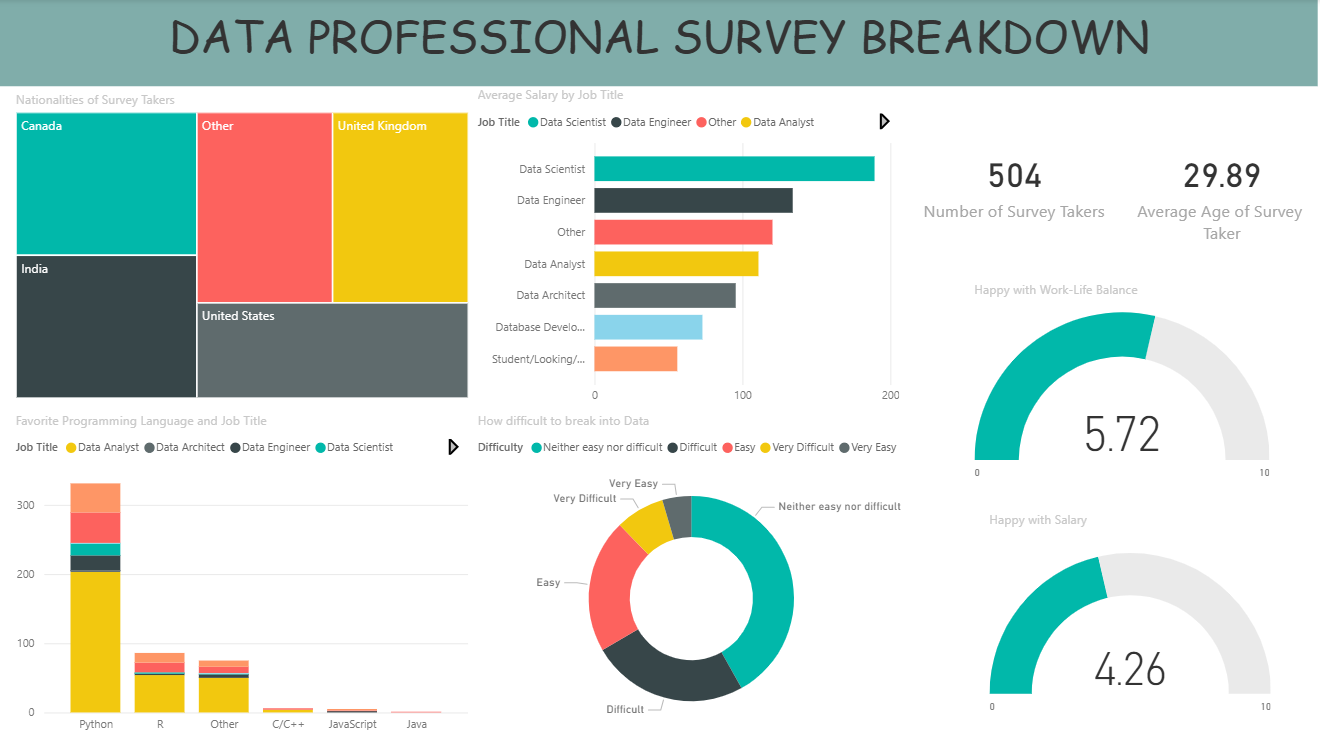 DATA PROFESSIONAL SURVEY BREAKDOWN
Nationalities of Survey Takers
Canada
Other
United Kingdom
India
United States
Average Salary by Job Title
Job Title Data Scientist Data Engineer Other Data Analyst
Data Scientist
Data Engineer
Other
Data Analyst
Data Architect
Database Develo...
Student/Looking/...
0 100 200
504
Number of Survey Takers
29.89
Average Age of Survey
Taker
Happy with Work-Life Balance
5.72
0 10
Favorite Programming Language and Job Title
Job Title Data Analyst Data Architect Data Engineer Data Scientist
300
200
100
0
Python R Other C/C++ JavaScript Java
How difficult to break into Data
Difficulty Neither easy nor difficult Difficult Easy Very Difficult Very Easy
Very Easy
Very Difficult
Neither easy nor difficult
Easy
Difficult
Happy with Salary
4.26
0 10